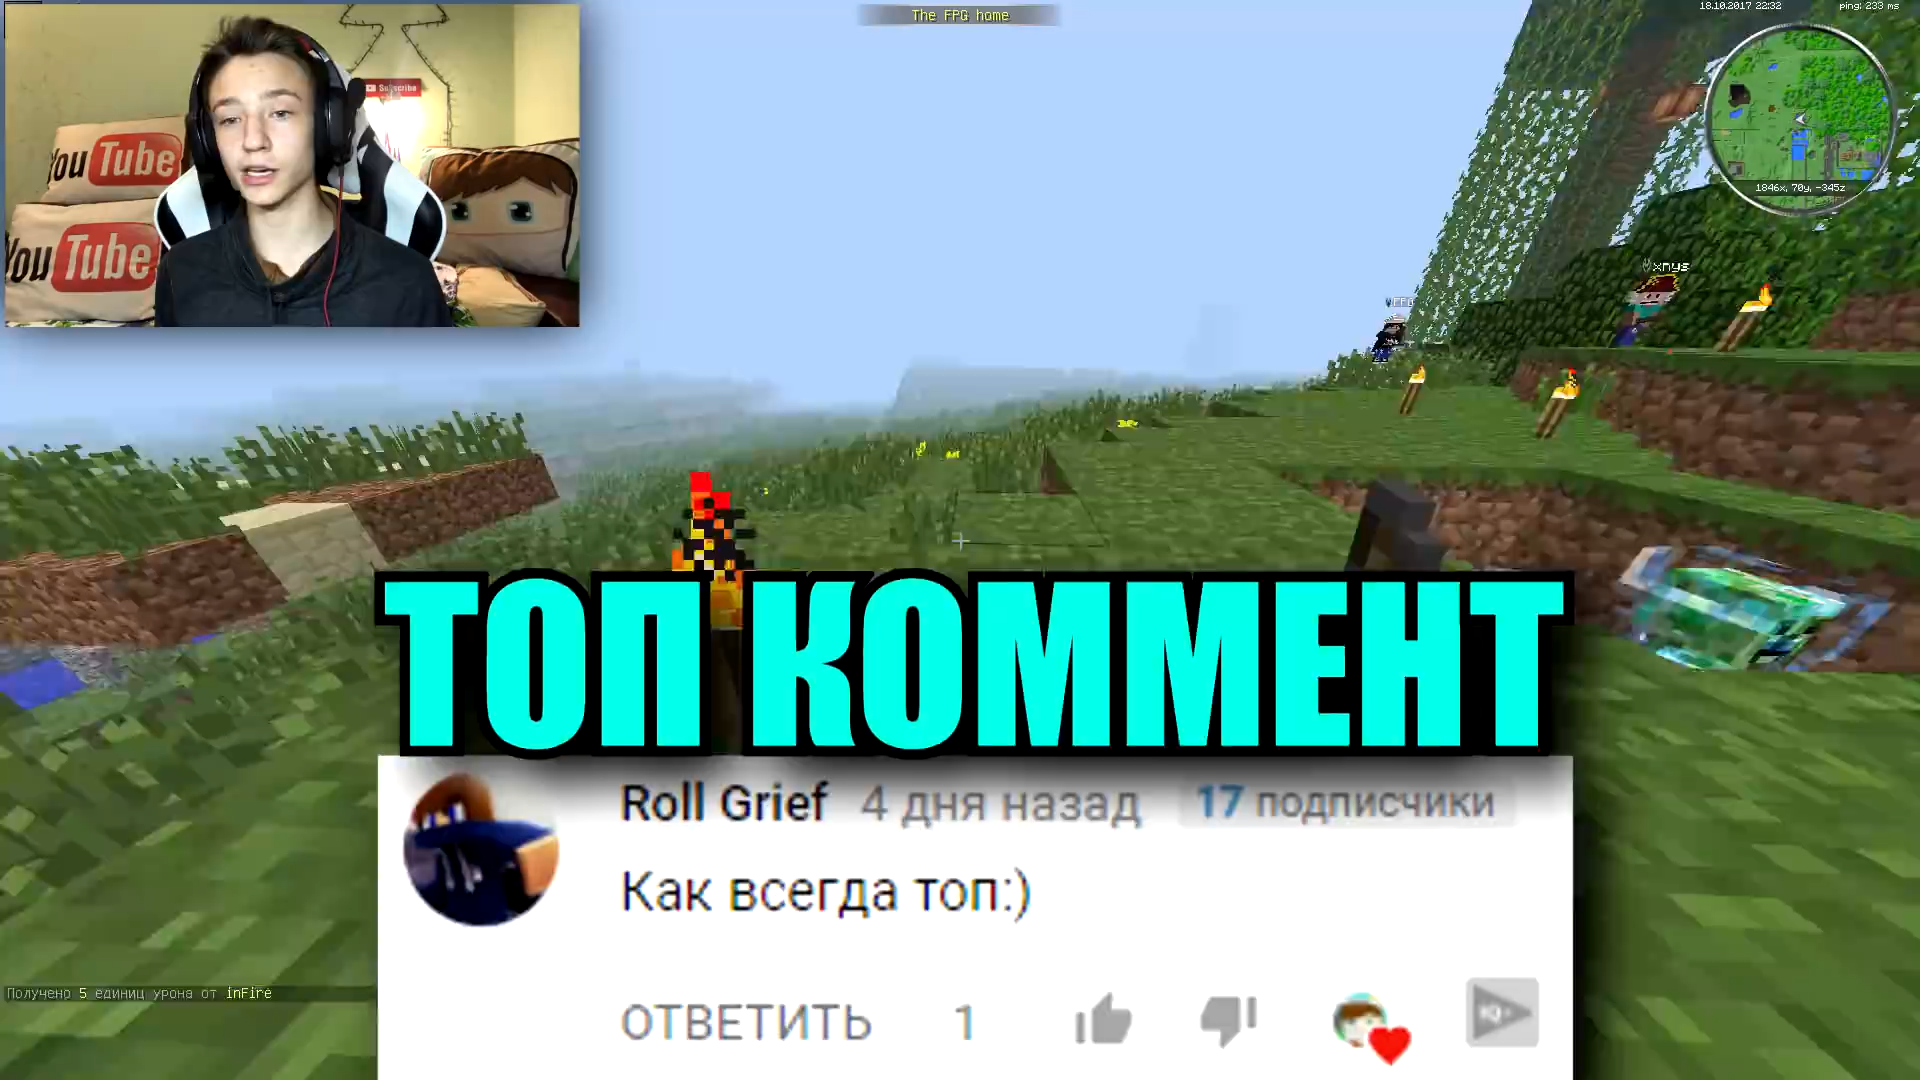 The FPG home
18.10.2017 22:32
ping: 233 ms
Subscribe
You Tube
You Tube
1846x, 70y, -345z
xnys
FPG
ТОП КОММЕНТ
Roll Grief 4 дня назад 17 подписчики
Как всегда топ:)
Получено 5 единиц урона от inFire
ОТВЕТИТЬ 1